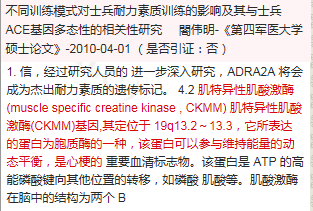 不同训练模式对士兵耐力素质训练的影响及其与士兵
ACE基因多态性的相关性研究 閤伟明-《第四军医大学
硕士论文》-2010-04-01 （是否引证：否）
1. 信，经过研究人员的 进一步深入研究，ADRA2A 将会
成为杰出耐力素质的遗传标记。 4.2 肌特异性肌酸激酶
(muscle specific creatine kinase , CKMM) 肌特异性肌酸
激酶(CKMM)基因,其定位于 19q13.2～13.3，它所表达
的蛋白为胞质酶的一种，该蛋白可以参与维持能量的动
态平衡，是心梗的 重要血清标志物。该蛋白是 ATP 的高
能磷酸键向其他位置的转移，如磷酸 肌酸等。肌酸激酶
在脑中的结构为两个 B